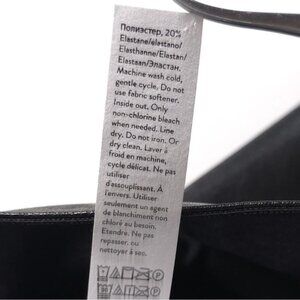 Полиэстер, 20%
Elastane/elastano/
Elasthanne/Elastan/
Elastaan/Эластан.
Machine wash cold,
gentle cycle. Do not
use fabric softener.
Inside out. Only
non-chlorine bleach
when needed. Line
dry. Do not iron. Or
dry clean. Laver à
froid en machine,
cycle délicat. Ne pas
utiliser
d'assouplissant. À
l'envers. Utiliser
seulement un agent
de blanchiment non
chloré au besoin.
Étendre. Ne pas
repasser. ou
nettoyer à sec.